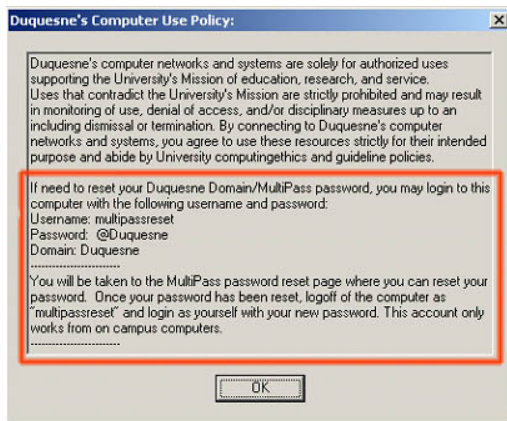 Duquesne's Computer Use Policy:
Duquesne's computer networks and systems are solely for authorized uses
supporting the University's Mission of education, research, and service.
Uses that contradict the University's Mission are strictly prohibited and may result
in monitoring of use, denial of access, and/or disciplinary measures up to an
including dismissal or termination. By connecting to Duquesne's computer
networks and systems, you agree to use these resources strictly for their intended
purpose and abide by University computingethics and guideline policies.
If need to reset your Duquesne Domain/MultiPass password, you may login to this
computer with the following username and password:
Username: multipassreset
Password: @Duquesne
Domain: Duquesne
-------------------------
You will be taken to the MultiPass password reset page where you can reset your
password. Once your password has been reset, logoff of the computer as
"multipassreset" and login as yourself with your new password. This account only
works from on campus computers.
-------------------------
OK